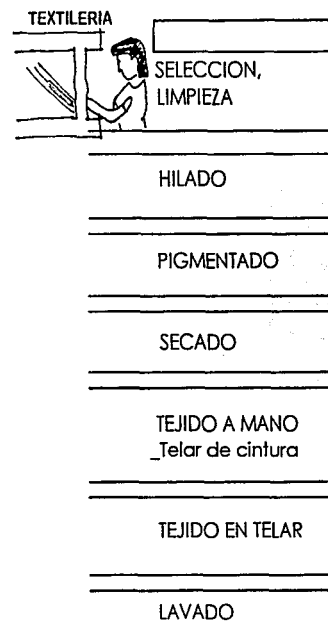 TEXTILERIA
SELECCION,
LIMPIEZA
HILADO
PIGMENTADO
SECADO
TEJIDO A MANO
_Telar de cintura
TEJIDO EN TELAR
LAVADO